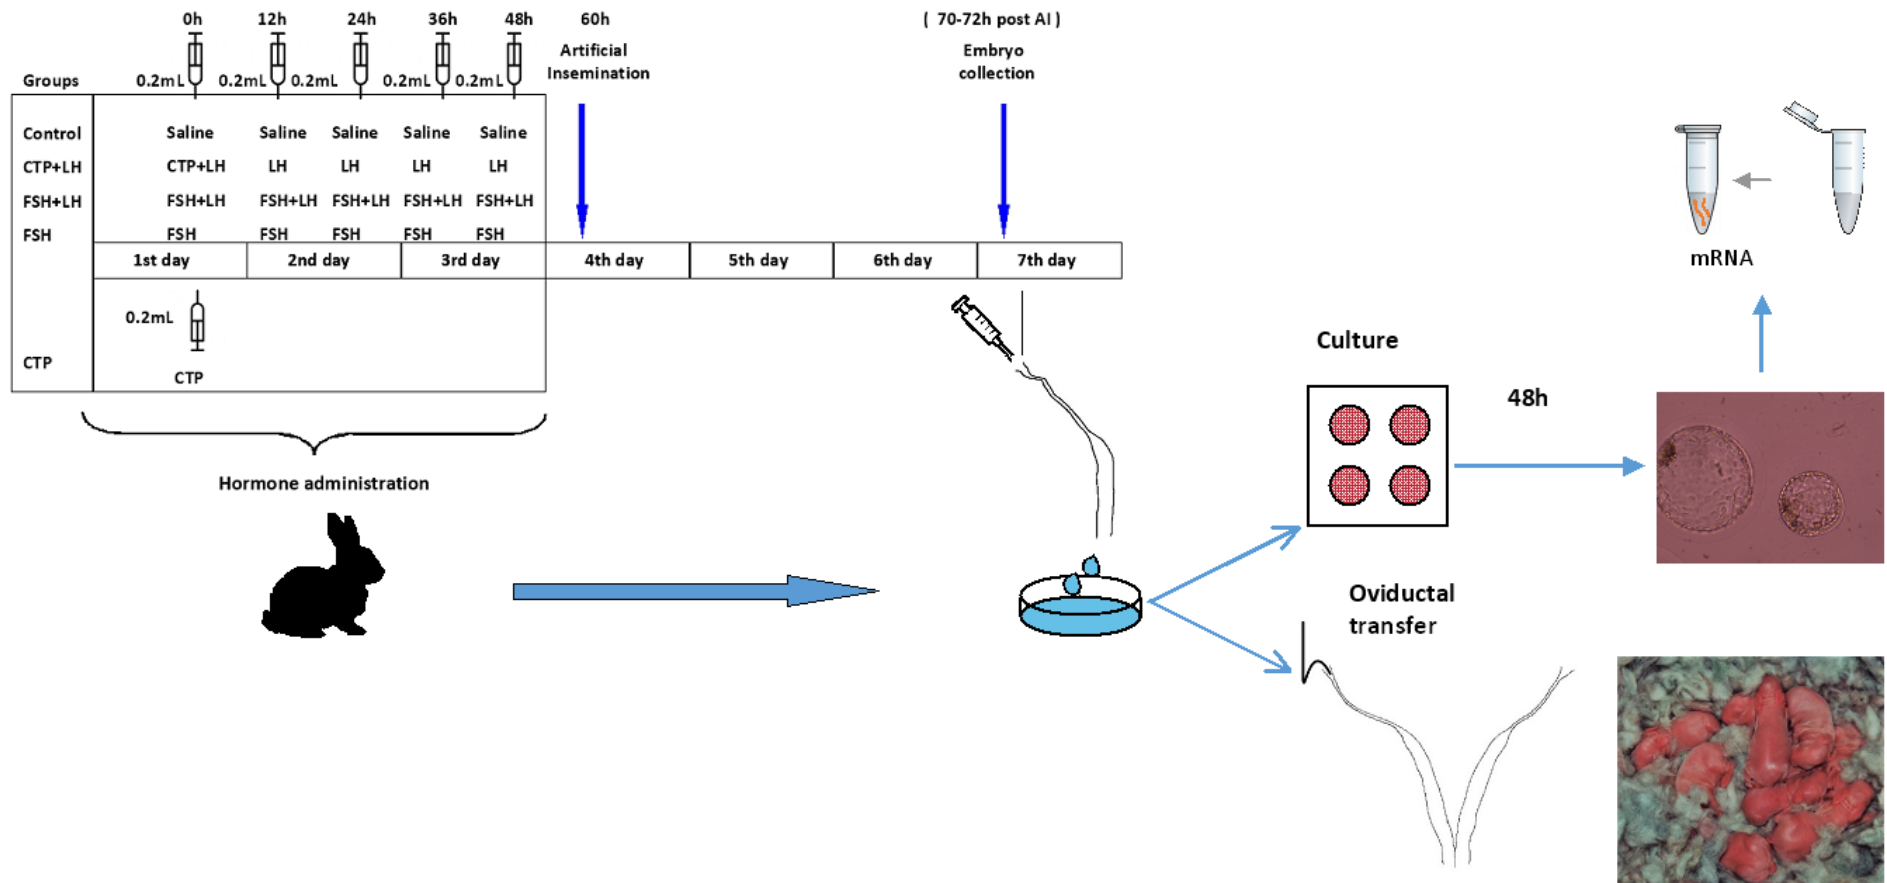 0h 12h 24h 36h 48h 60h ( 70-72h post AI )
Artificial Embryo
Insemination collection
Groups 0.2mL 0.2mL 0.2mL 0.2mL 0.2mL
Control Saline Saline Saline Saline Saline
CTP+LH CTP+LH LH LH LH LH
FSH+LH FSH+LH FSH+LH FSH+LH FSH+LH FSH+LH
FSH FSH FSH FSH FSH FSH
1st day 2nd day 3rd day 4th day 5th day 6th day 7th day
mRNA
0.2mL
CTP
CTP
Culture
48h
Hormone administration
Oviductal
transfer